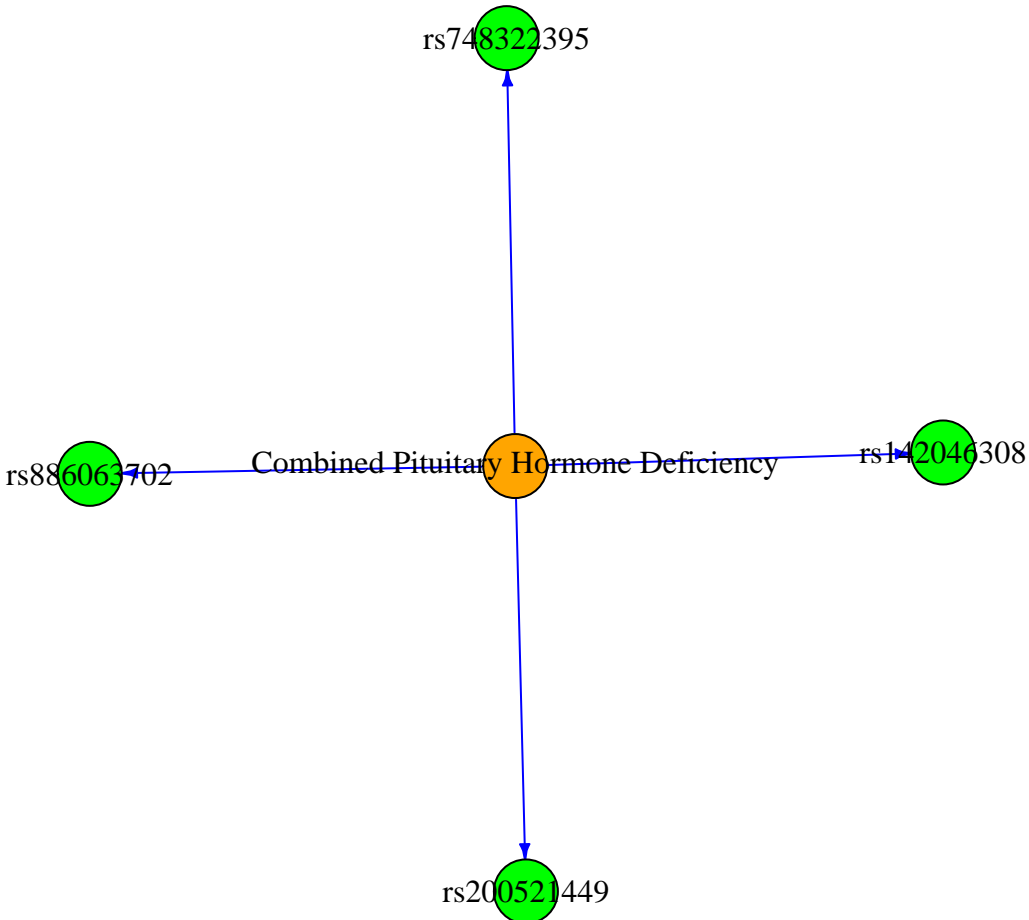 rs748322395
Combined Pituitary Hormone Deficiency
rs142046308
rs886063702
rs200521449